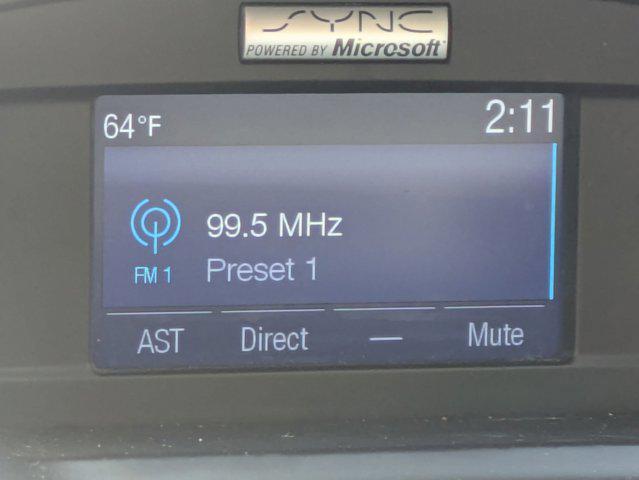 SYNC
POWERED BY Microsoft
64°F 2:11
99.5 MHz
FM 1 Preset 1
AST Direct — Mute